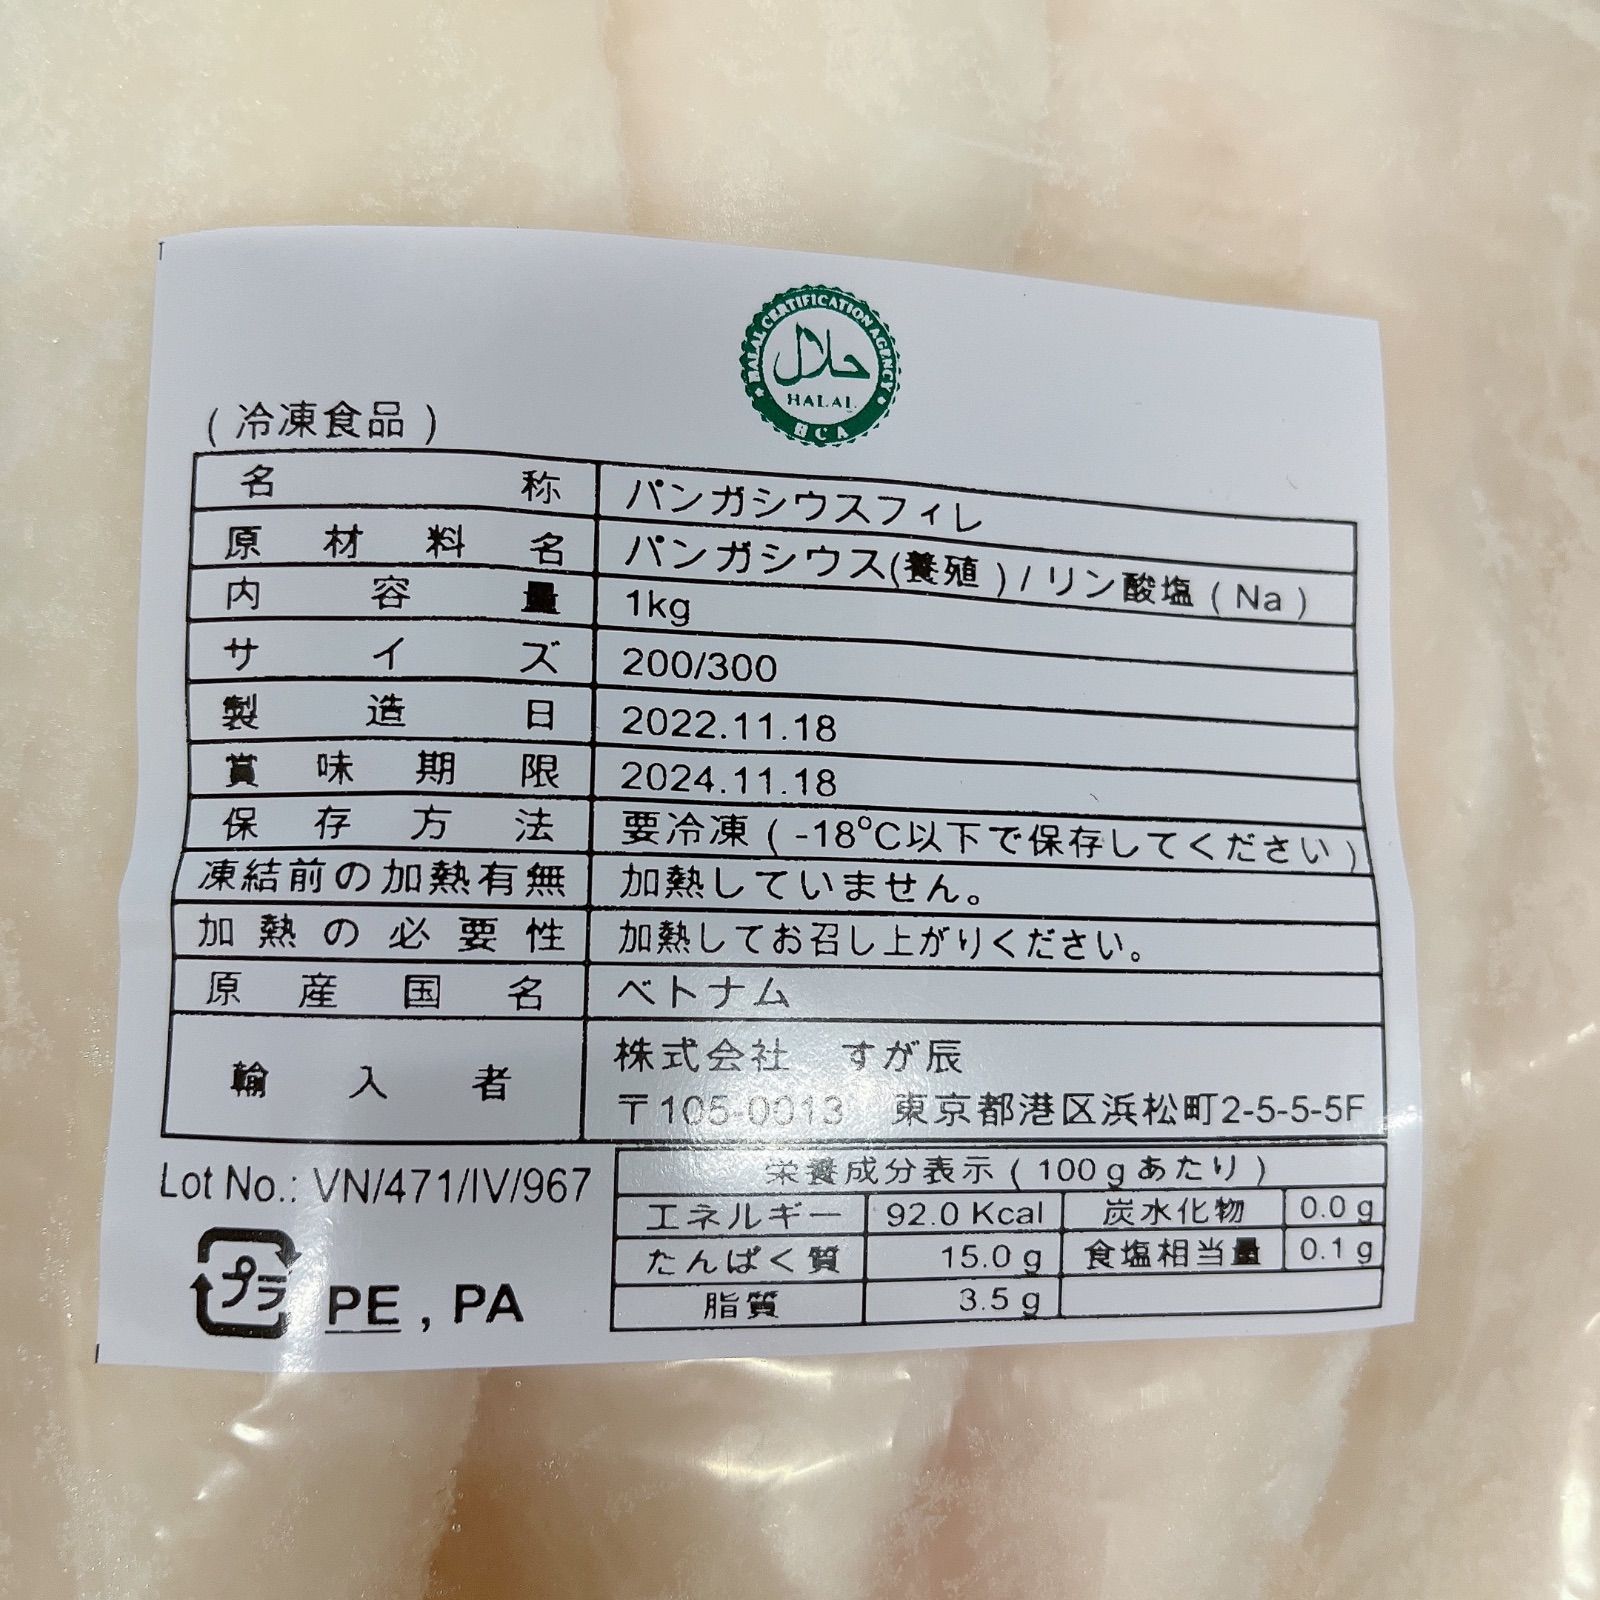 HALAL CERTIFICATION AGENCY
حلال
HALAL
HCA
(冷凍食品)
名称 パンガシウスフィレ
原材料名 パンガシウス(養殖)/リン酸塩(Na)
内容量 1kg
サイズ 200/300
製造日 2022.11.18
賞味期限 2024.11.18
保存方法 要冷凍(-18℃以下で保存してください)
凍結前の加熱有無 加熱していません。
加熱の必要性 加熱してお召し上がりください。
原産国名 ベトナム
輸入者 株式会社 すが辰
〒105-0013 東京都港区浜松町2-5-5-5F
Lot No.: VN/471/IV/967
プラ
PE, PA
栄養成分表示(100gあたり)
エネルギー 92.0 Kcal 炭水化物 0.0 g
たんぱく質 15.0 g 食塩相当量 0.1 g
脂質 3.5 g